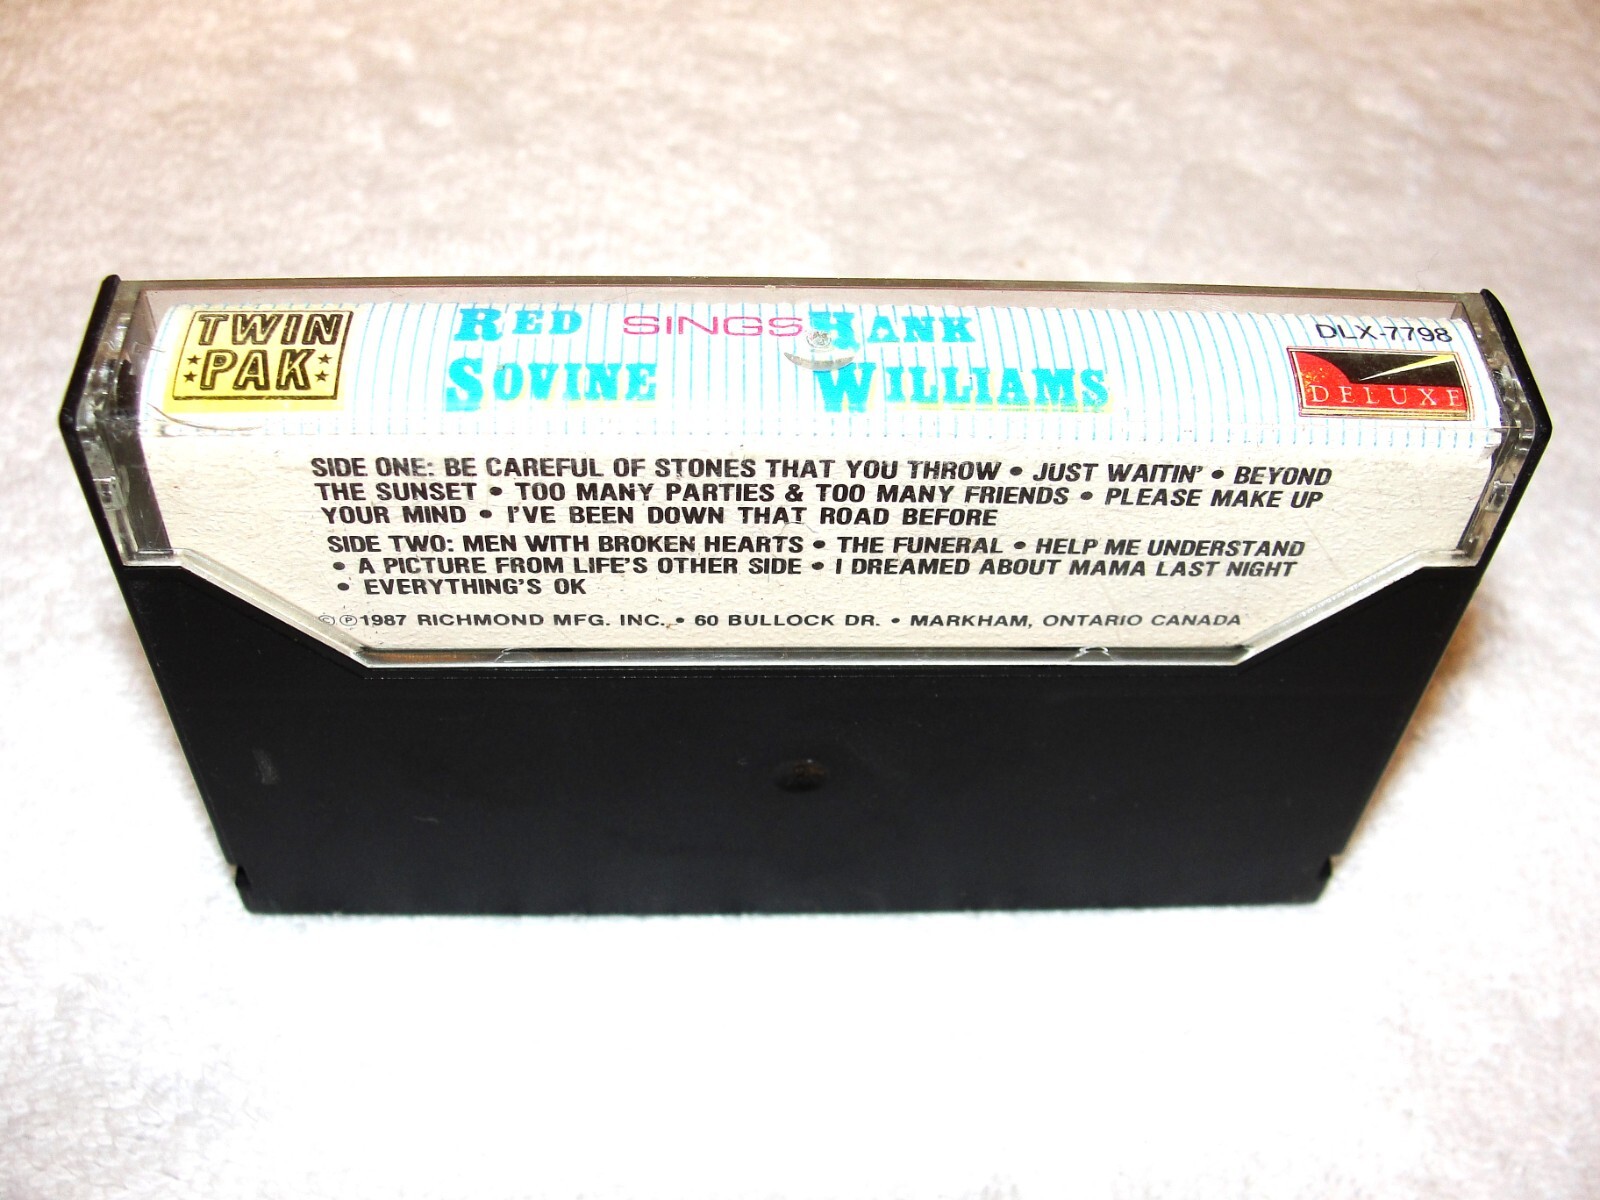 TWIN
PAK
RED SINGS HANK
SOVINE WILLIAMS
DLX-7798
DELUXE
SIDE ONE: BE CAREFUL OF STONES THAT YOU THROW • JUST WAITIN' • BEYOND
THE SUNSET • TOO MANY PARTIES & TOO MANY FRIENDS • PLEASE MAKE UP
YOUR MIND • I'VE BEEN DOWN THAT ROAD BEFORE
SIDE TWO: MEN WITH BROKEN HEARTS • THE FUNERAL • HELP ME UNDERSTAND
• A PICTURE FROM LIFE'S OTHER SIDE • I DREAMED ABOUT MAMA LAST NIGHT
• EVERYTHING'S OK
©℗1987 RICHMOND MFG. INC. • 60 BULLOCK DR. • MARKHAM, ONTARIO CANADA